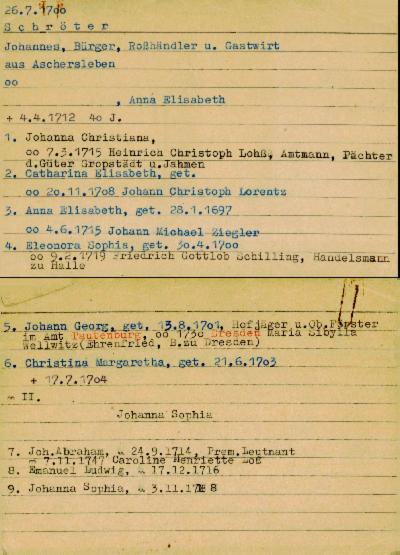 26.7.1700
Schröter
Johannes, Bürger, Roßhändler u. Gastwirt
aus Aschersleben
oo
, Anna Elisabeth
+ 4.4.1712 40 J.
1. Johanna Christiana,
oo 7.3.1715 Heinrich Christoph Lohß, Amtmann, Pächter
d.Güter Gropstädt u.Jahmen
2. Catharina Elisabeth, get.
oo 20.11.1708 Johann Christoph Lorentz
3. Anna Elisabeth, get. 28.1.1697
oo 4.6.1715 Johann Michael Ziegler
4. Eleonora Sophia, get. 30.4.1700
oo 9.2.1719 Friedrich Gottlob Schilling, Handelsmann
zu Halle
5. Johann Georg, get. 13.8.1701, Hofjäger u.Ob.Förster
im Amt Tautenburg, oo 1730 Dresden Maria Sibylla
Wellwitz(Ehrenfried, B.zu Dresden)
6. Christina Margaretha, get. 21.6.1703
+ 17.7.1704
∞ II.
Johanna Sophia
7. Joh.Abraham, ~ 24.9.1714, Prem.Leutnant
∞ 7.11.1747 Caroline Henriette Loß
8. Emanuel Ludwig, ~ 17.12.1716
9. Johanna Sophia, ~ 3.11.1718